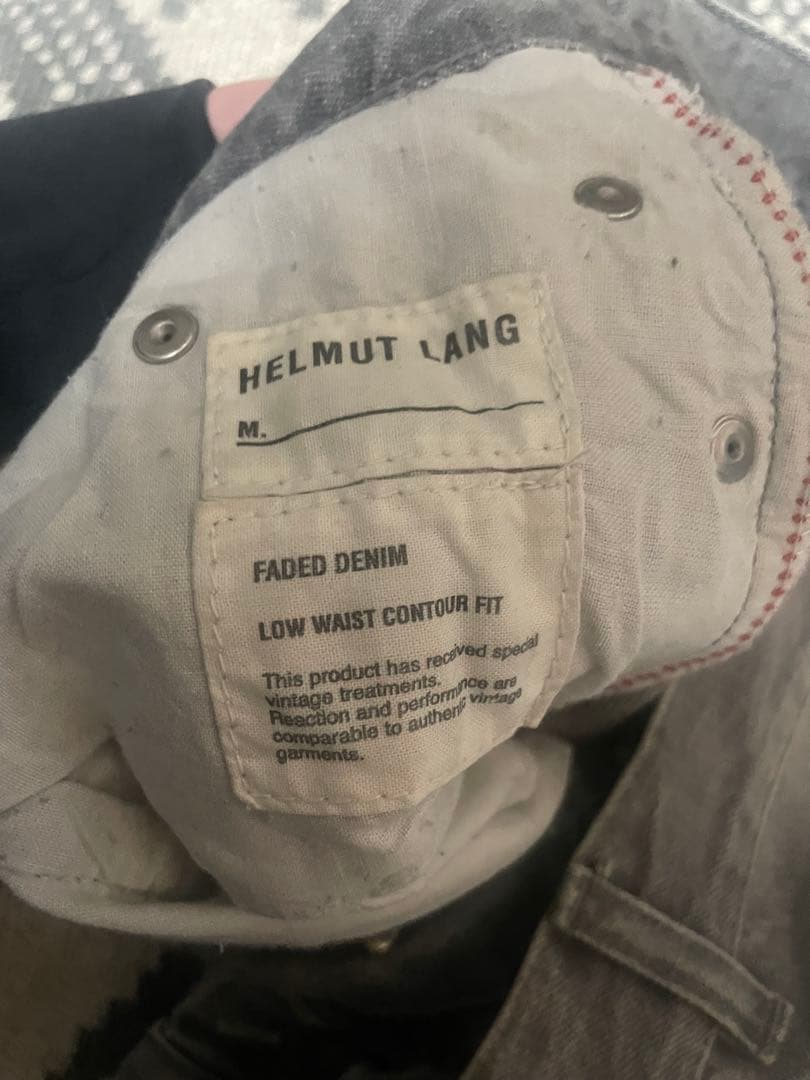 HELMUT LANG
M.
FADED DENIM
LOW WAIST CONTOUR FIT
This product has received special
vintage treatments.
Reaction and performance are
comparable to authentic vintage
garments.